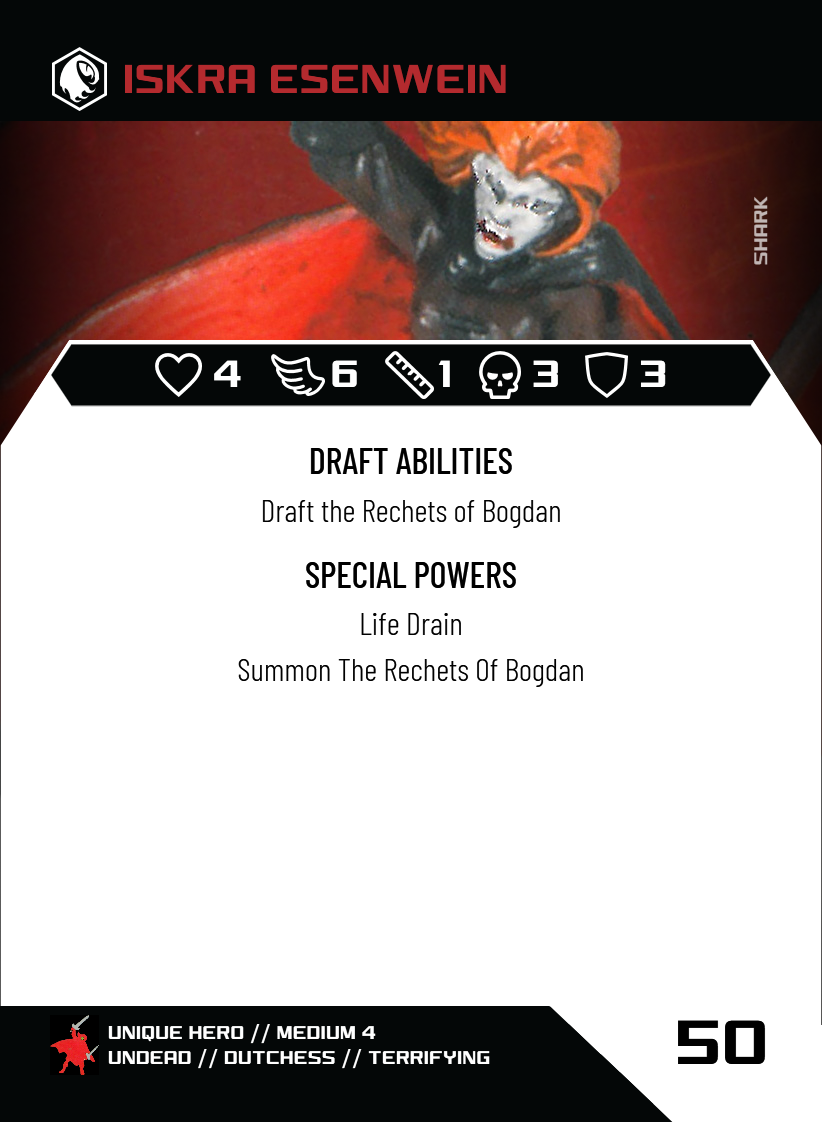 ISKRA ESENWEIN
SHARK
4 6 1 3 3
DRAFT ABILITIES
Draft the Rechets of Bogdan
SPECIAL POWERS
Life Drain
Summon The Rechets Of Bogdan
UNIQUE HERO // MEDIUM 4
UNDEAD // DUTCHESS // TERRIFYING
50